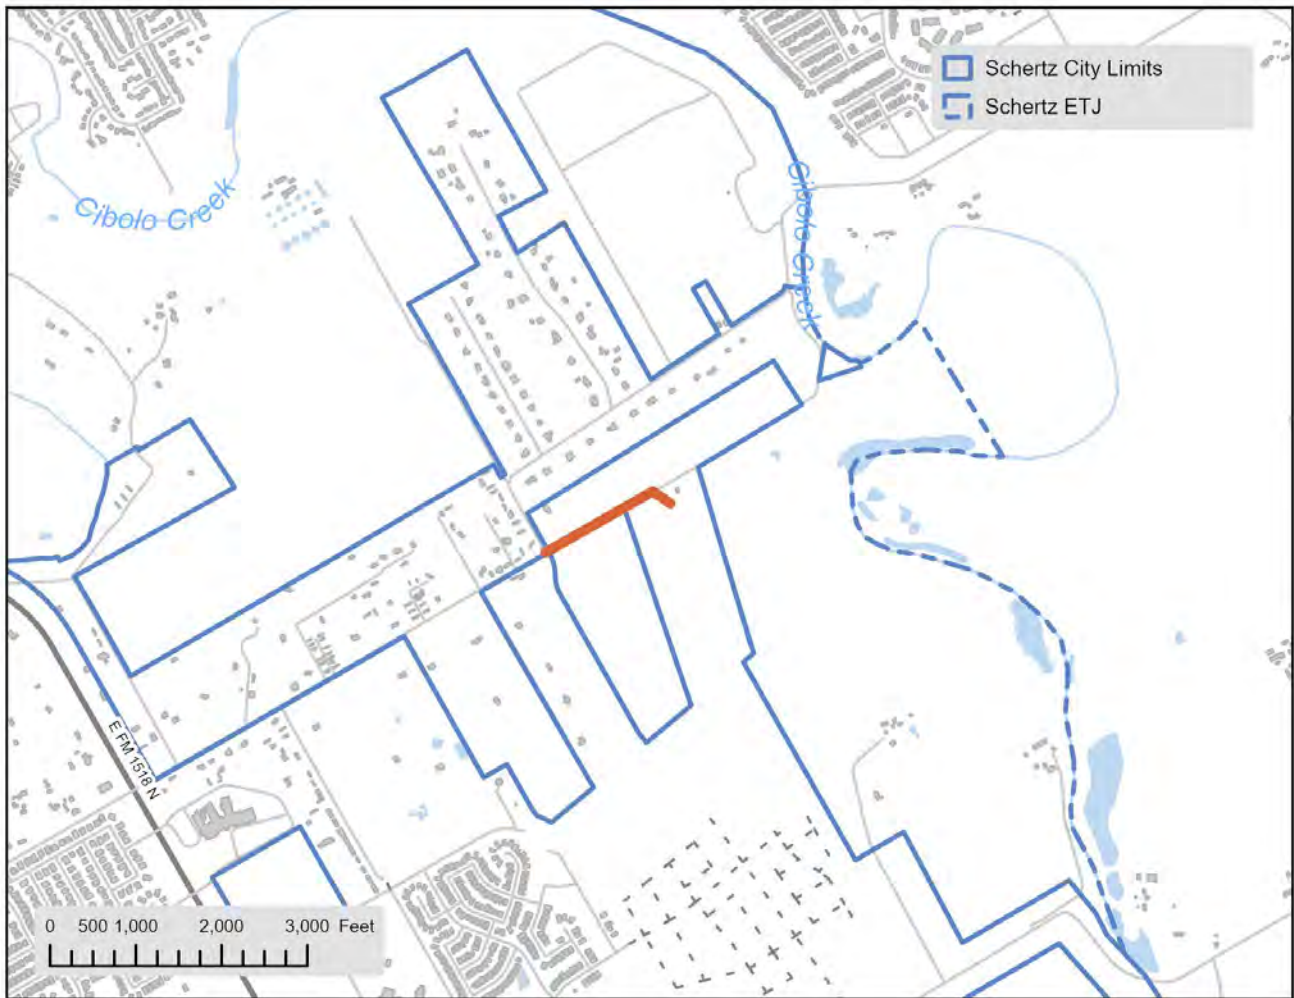 Schertz City Limits
Schertz ETJ
Cibolo Creek
Cibolo Creek
E FM 1518 N
0 500 1,000 2,000 3,000 Feet